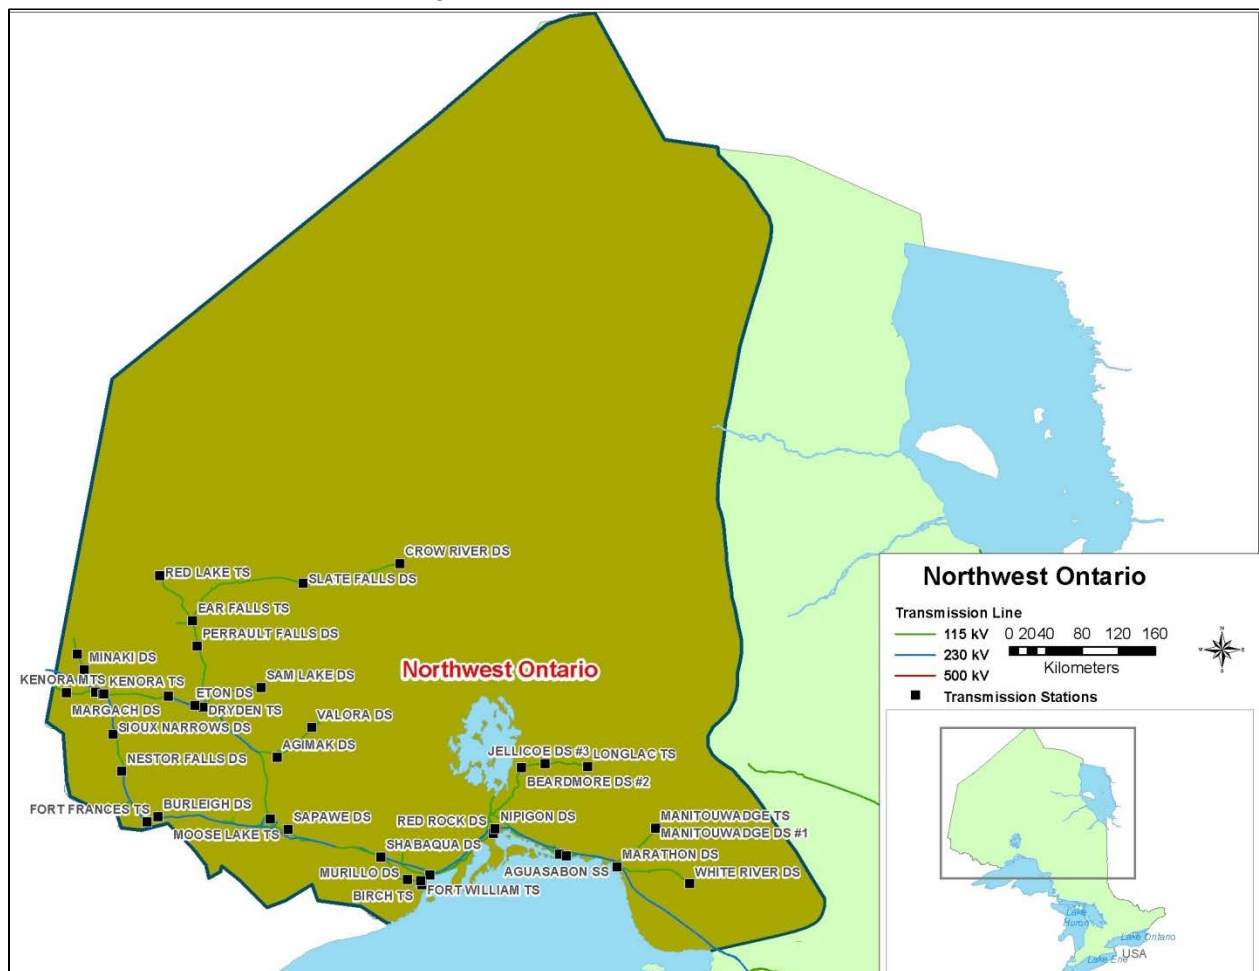 CROW RIVER DS
RED LAKE TS
SLATE FALLS DS
EAR FALLS TS
PERRAULT FALLS DS
MINAKI DS
Northwest Ontario
SAM LAKE DS
KENORA MTS
KENORA TS
ETON DS
MARGACH DS
DRYDEN TS
VALORA DS
SIOUX NARROWS DS
AGIMAK DS
JELLICOE DS #3
LONGLAC TS
NESTOR FALLS DS
BEARDMORE DS #2
FORT FRANCES TS
BURLEIGH DS
SAPAWE DS
RED ROCK DS
NIPIGON DS
MANITOUWADGE TS
MOOSE LAKE TS
MANITOUWADGE DS #1
SHABAQUA DS
MARATHON DS
MURILLO DS
AGUASABON SS
WHITE RIVER DS
BIRCH TS
FORT WILLIAM TS
Northwest Ontario
Transmission Line
115 kV
230 kV
500 kV
Transmission Stations
0 20 40 80 120 160
Kilometers
N
W E
S
Lake
Huron
Lake Ontario
USA
Lake Erie